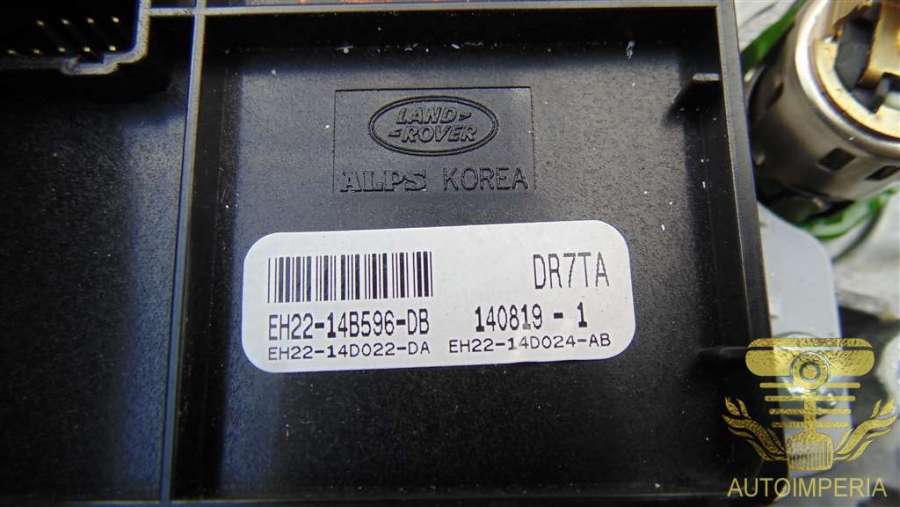 LAND
ROVER
ALPS KOREA
DR7TA
EH22-14B596-DB 140819 - 1
EH22-14D022-DA EH22-14D024-AB
AUTOIMPERIA